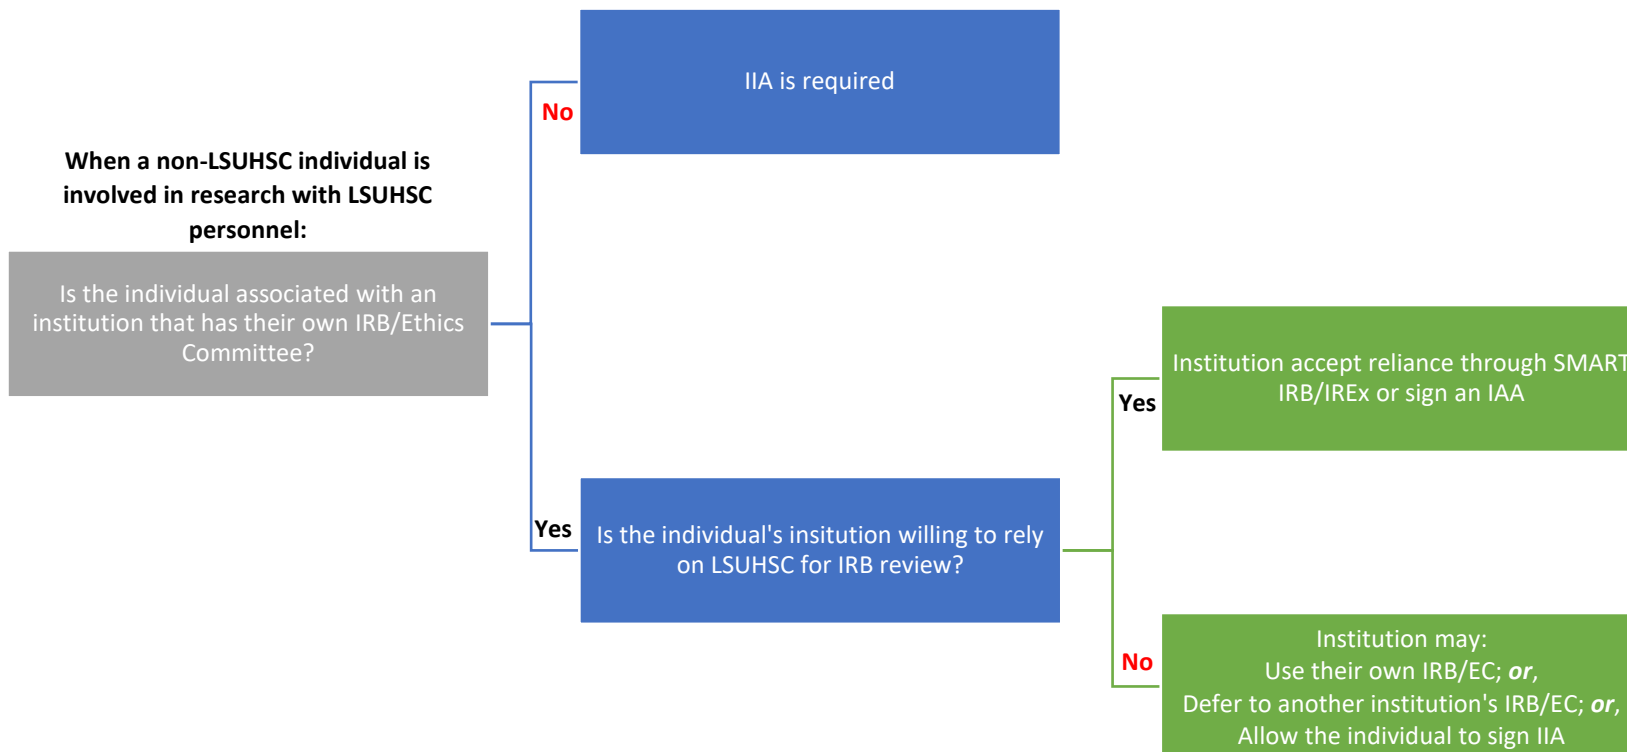 When a non-LSUHSC individual is
involved in research with LSUHSC
personnel:
Is the individual associated with an
institution that has their own IRB/Ethics
Committee?
No
IIA is required
Yes
Is the individual's insitution willing to rely
on LSUHSC for IRB review?
Yes
Institution accept reliance through SMART
IRB/IREx or sign an IAA
No
Institution may:
Use their own IRB/EC; or,
Defer to another institution's IRB/EC; or,
Allow the individual to sign IIA